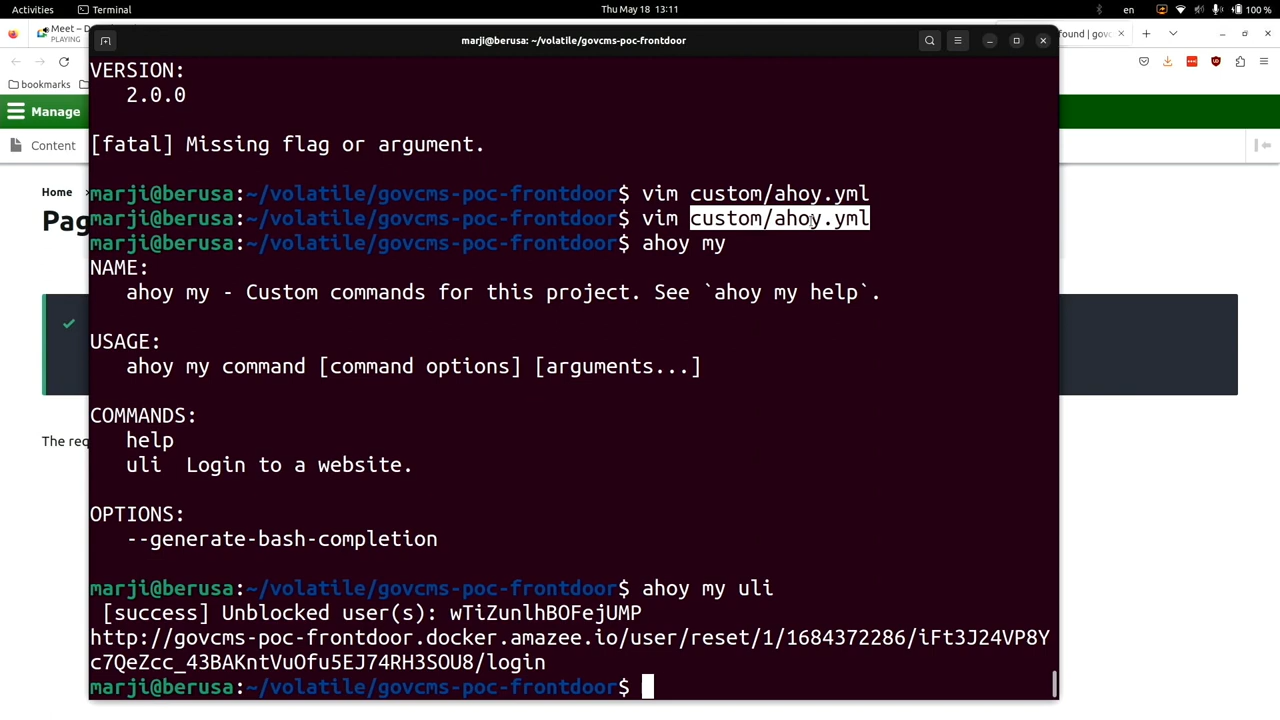 Activities Terminal Thu May 18 13:11 en 100 %
Meet – D
PLAYING
found | gov
marji@berusa: ~/volatile/govcms-poc-frontdoor
bookmarks
Manage
Content
Home
Pag
The req
VERSION:
2.0.0
[fatal] Missing flag or argument.
marji@berusa:~/volatile/govcms-poc-frontdoor$ vim custom/ahoy.yml
marji@berusa:~/volatile/govcms-poc-frontdoor$ vim custom/ahoy.yml
marji@berusa:~/volatile/govcms-poc-frontdoor$ ahoy my
NAME:
ahoy my - Custom commands for this project. See `ahoy my help`.
USAGE:
ahoy my command [command options] [arguments...]
COMMANDS:
help
uli Login to a website.
OPTIONS:
--generate-bash-completion
marji@berusa:~/volatile/govcms-poc-frontdoor$ ahoy my uli
[success] Unblocked user(s): wTiZunlhBOFejUMP
http://govcms-poc-frontdoor.docker.amazee.io/user/reset/1/1684372286/iFt3J24VP8Y
c7QeZcc_43BAKntVuOfu5EJ74RH3SOU8/login
marji@berusa:~/volatile/govcms-poc-frontdoor$